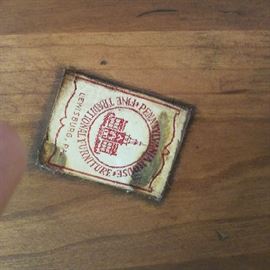 PENNSYLVANIA HOUSE
FINE TRADITIONAL FURNITURE
LEWISBURG, PA.